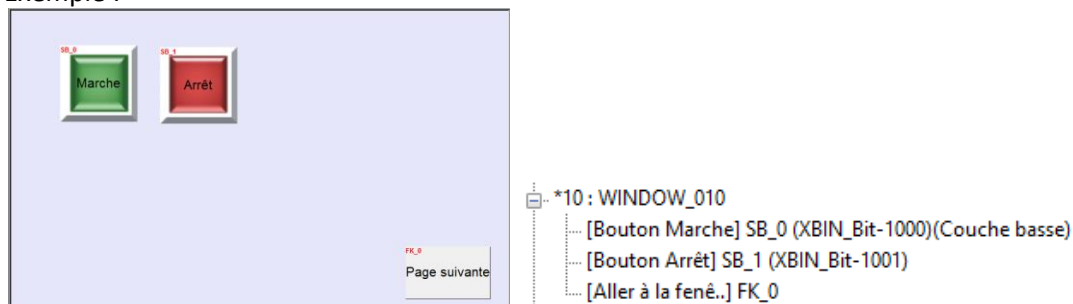 SB_0
SB_1
Marche
Arrêt
FK_0
Page suivante
*10 : WINDOW_010
[Bouton Marche] SB_0 (XBIN_Bit-1000)(Couche basse)
[Bouton Arrêt] SB_1 (XBIN_Bit-1001)
[Aller à la fenê..] FK_0